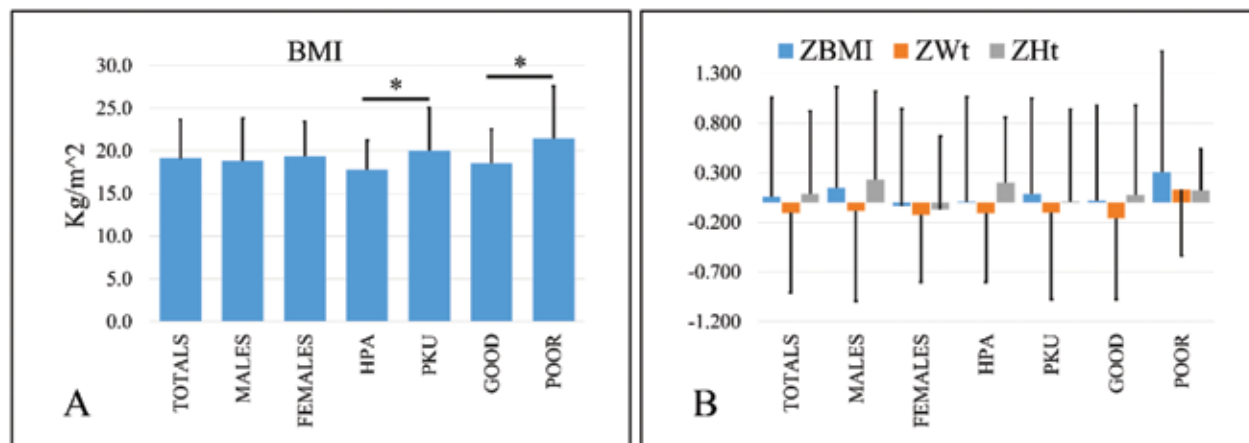 BMI
*
*
30.0
25.0
20.0
15.0
10.0
5.0
0.0
Kg/m^2
TOTALS
MALES
FEMALES
HPA
PKU
GOOD
POOR
A
ZBMI ZWt ZHt
1.300
0.800
0.300
-0.200
-0.700
-1.200
TOTALS
MALES
FEMALES
HPA
PKU
GOOD
POOR
B